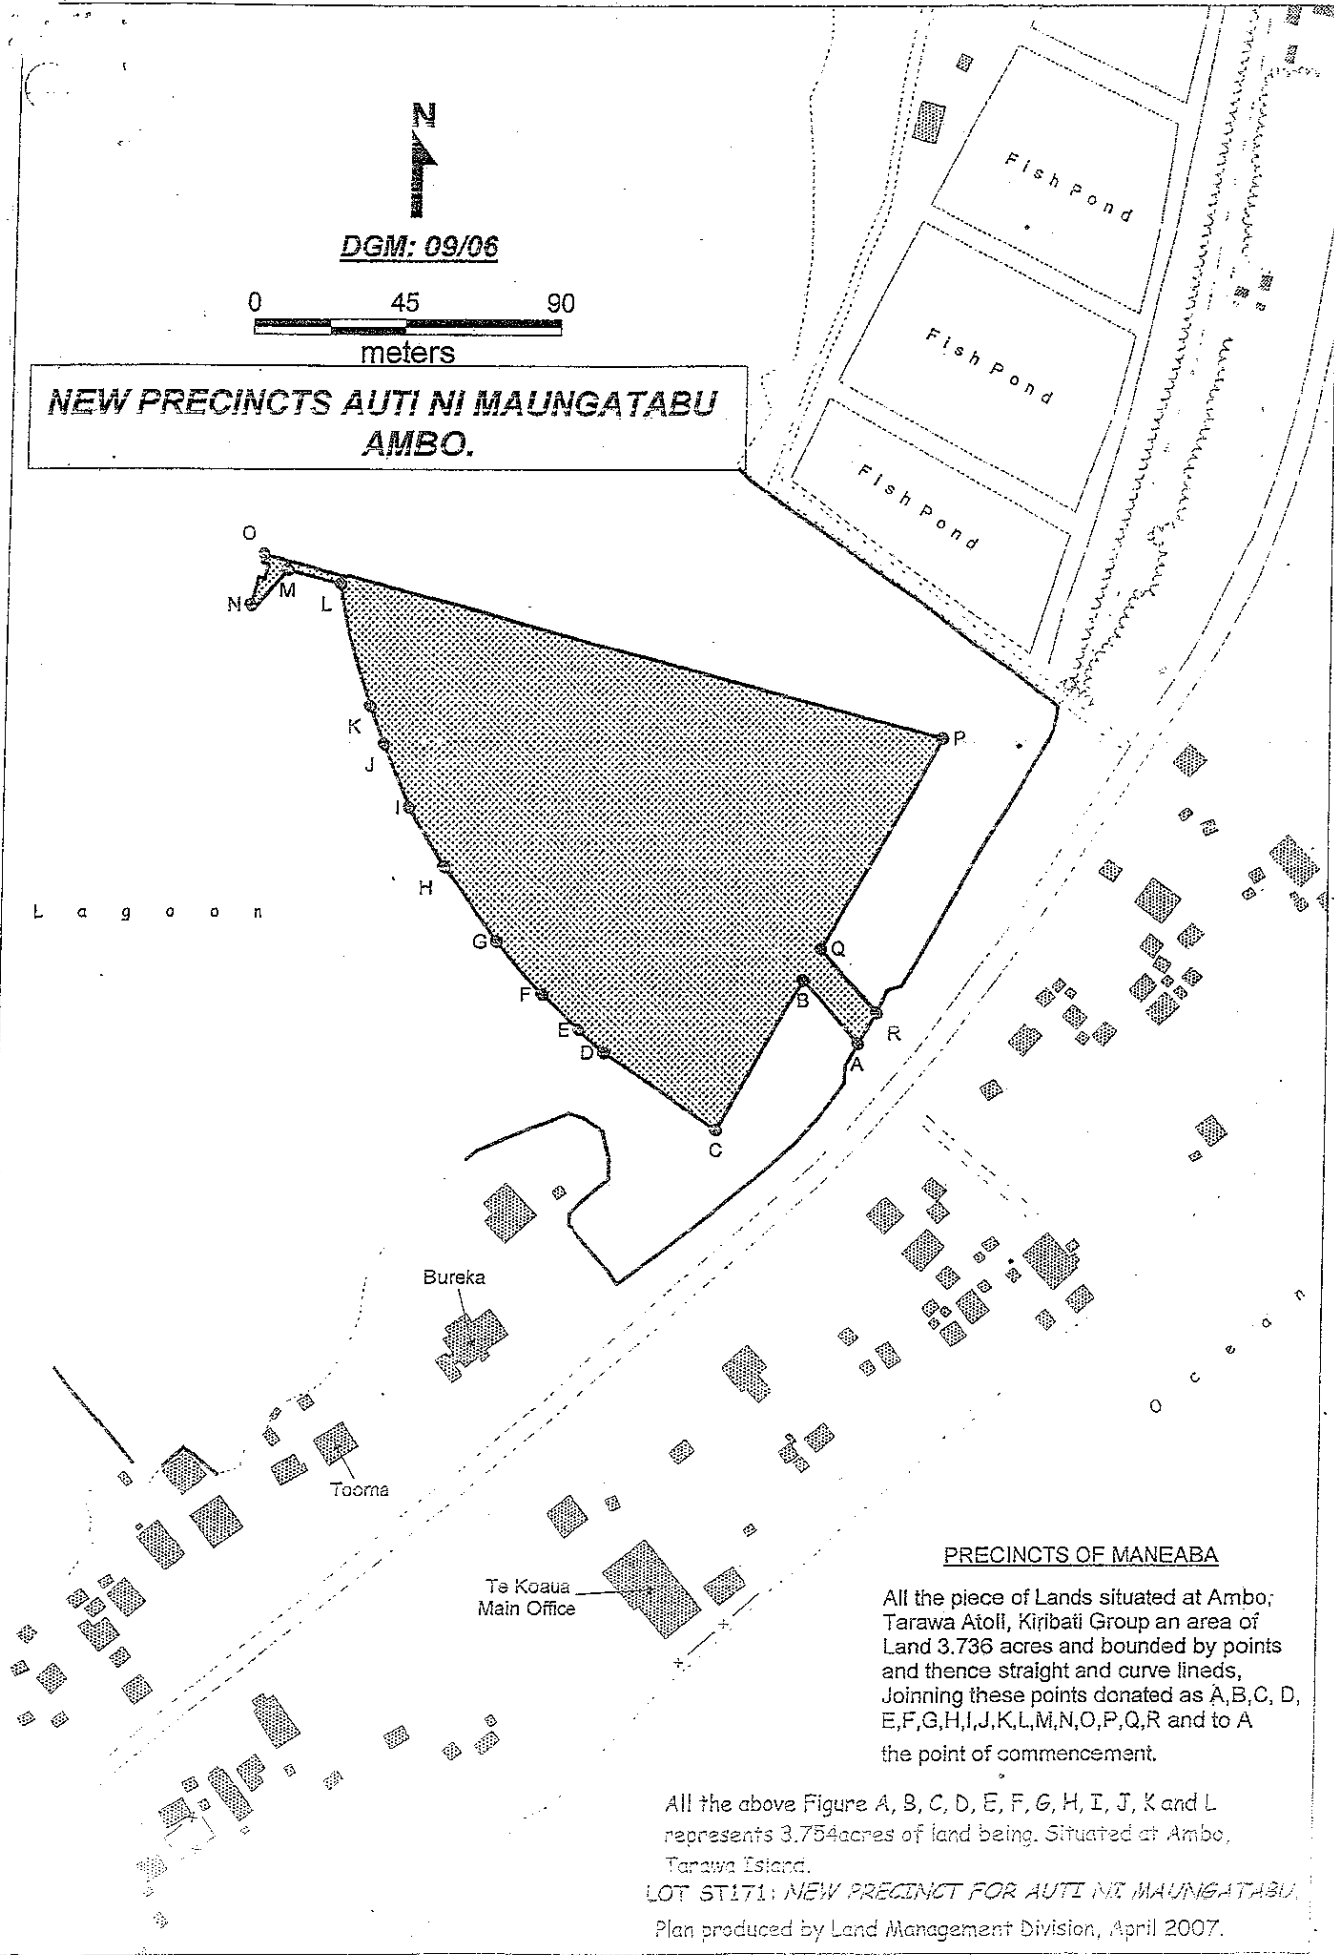 N
DGM: 09/06
0 45 90
meters
NEW PRECINCTS AUTI NI MAUNGATABU
AMBO.
Fish Pond
Fish Pond
Fish Pond
O
N
M
L
K
J
I
H
G
F
E
D
C
B
A
R
Q
P
Lagoon
Bureka
Tooma
Te Koaua
Main Office
Ocean
PRECINCTS OF MANEABA
All the piece of Lands situated at Ambo,
Tarawa Atoll, Kiribati Group an area of
Land 3.736 acres and bounded by points
and thence straight and curve lineds,
Joinning these points donated as A,B,C, D,
E,F,G,H,I,J,K,L,M,N,O,P,Q,R and to A
the point of commencement.
All the above Figure A, B, C, D, E, F, G, H, I, J, K and L
represents 3.754acres of land being. Situated at Ambo,
Tarawa Island.
LOT ST171: NEW PRECINCT FOR AUTI NI MAUNGATABU.
Plan produced by Land Management Division, April 2007.